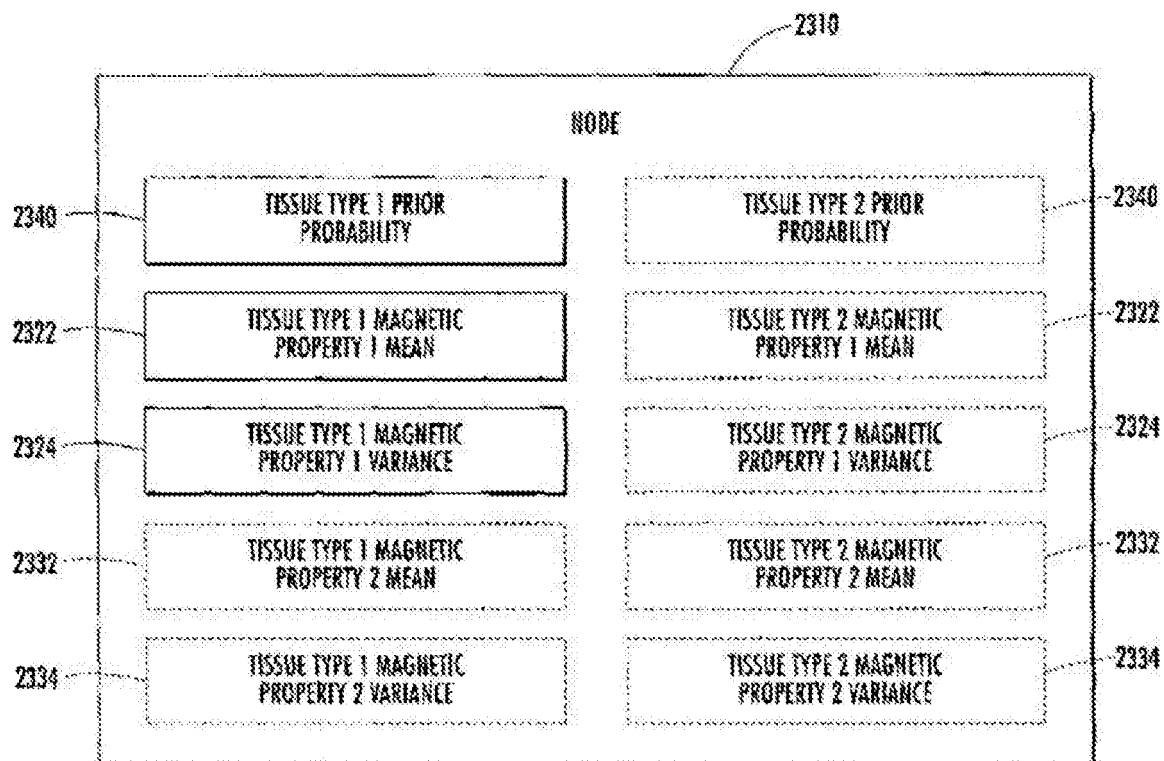 2310
NODE
2340
TISSUE TYPE 1 PRIOR
PROBABILITY
TISSUE TYPE 2 PRIOR
PROBABILITY
2340
2322
TISSUE TYPE 1 MAGNETIC
PROPERTY 1 MEAN
TISSUE TYPE 2 MAGNETIC
PROPERTY 1 MEAN
2322
2324
TISSUE TYPE 1 MAGNETIC
PROPERTY 1 VARIANCE
TISSUE TYPE 2 MAGNETIC
PROPERTY 1 VARIANCE
2324
2332
TISSUE TYPE 1 MAGNETIC
PROPERTY 2 MEAN
TISSUE TYPE 2 MAGNETIC
PROPERTY 2 MEAN
2332
2334
TISSUE TYPE 1 MAGNETIC
PROPERTY 2 VARIANCE
TISSUE TYPE 2 MAGNETIC
PROPERTY 2 VARIANCE
2334